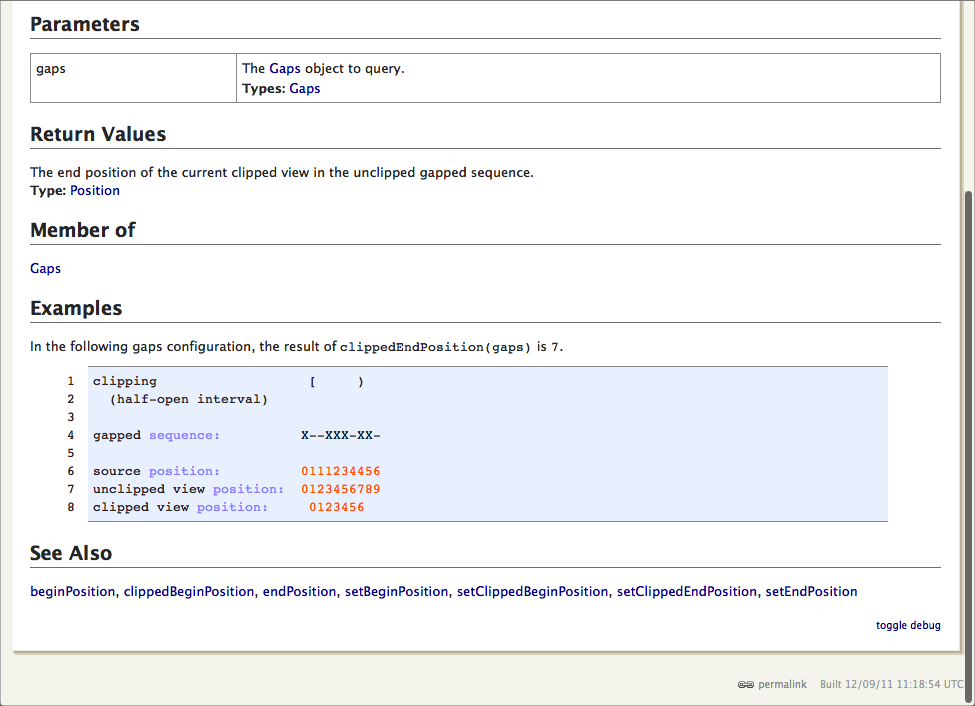 Parameters
gaps
The Gaps object to query.
Types: Gaps
Return Values
The end position of the current clipped view in the unclipped gapped sequence.
Type: Position
Member of
Gaps
Examples
In the following gaps configuration, the result of clippedEndPosition(gaps) is 7.
1 clipping                   [     )
2   (half-open interval)
3
4 gapped sequence:          X--XXX-XX-
5
6 source position:          0111234456
7 unclipped view position:  0123456789
8 clipped view position:     0123456
See Also
beginPosition, clippedBeginPosition, endPosition, setBeginPosition, setClippedBeginPosition, setClippedEndPosition, setEndPosition
toggle debug
permalink Built 12/09/11 11:18:54 UTC